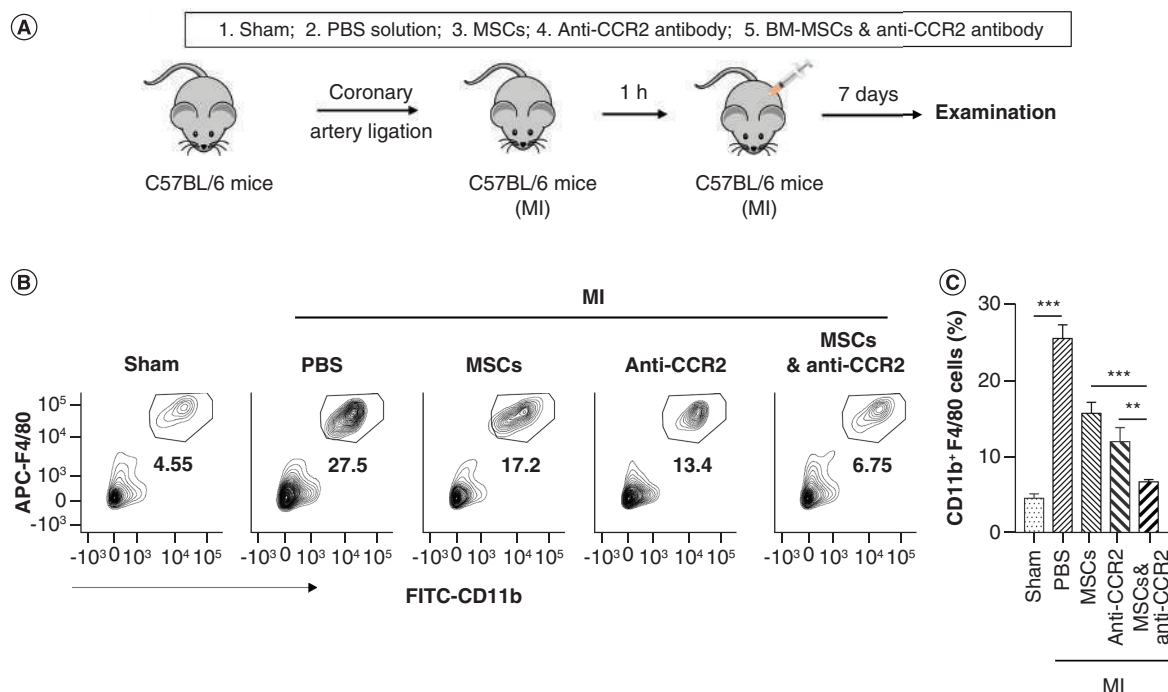 A
1. Sham; 2. PBS solution; 3. MSCs; 4. Anti-CCR2 antibody; 5. BM-MSCs & anti-CCR2 antibody
Coronary
artery ligation
1 h
7 days
Examination
C57BL/6 mice
C57BL/6 mice
(MI)
C57BL/6 mice
(MI)
B
MI
Sham
PBS
MSCs
Anti-CCR2
MSCs
& anti-CCR2
APC-F4/80
10⁵
10⁴
10³
0
-10³
4.55
27.5
17.2
13.4
6.75
-10³ 0 10³ 10⁴ 10⁵
-10³ 0 10³ 10⁴ 10⁵
-10³ 0 10³ 10⁴ 10⁵
-10³ 0 10³ 10⁴ 10⁵
-10³ 0 10³ 10⁴ 10⁵
FITC-CD11b
C
CD11b⁺ F4/80 cells (%)
30
20
10
0
***
***
**
Sham
PBS
MSCs
Anti-CCR2
MSCs&
anti-CCR2
MI